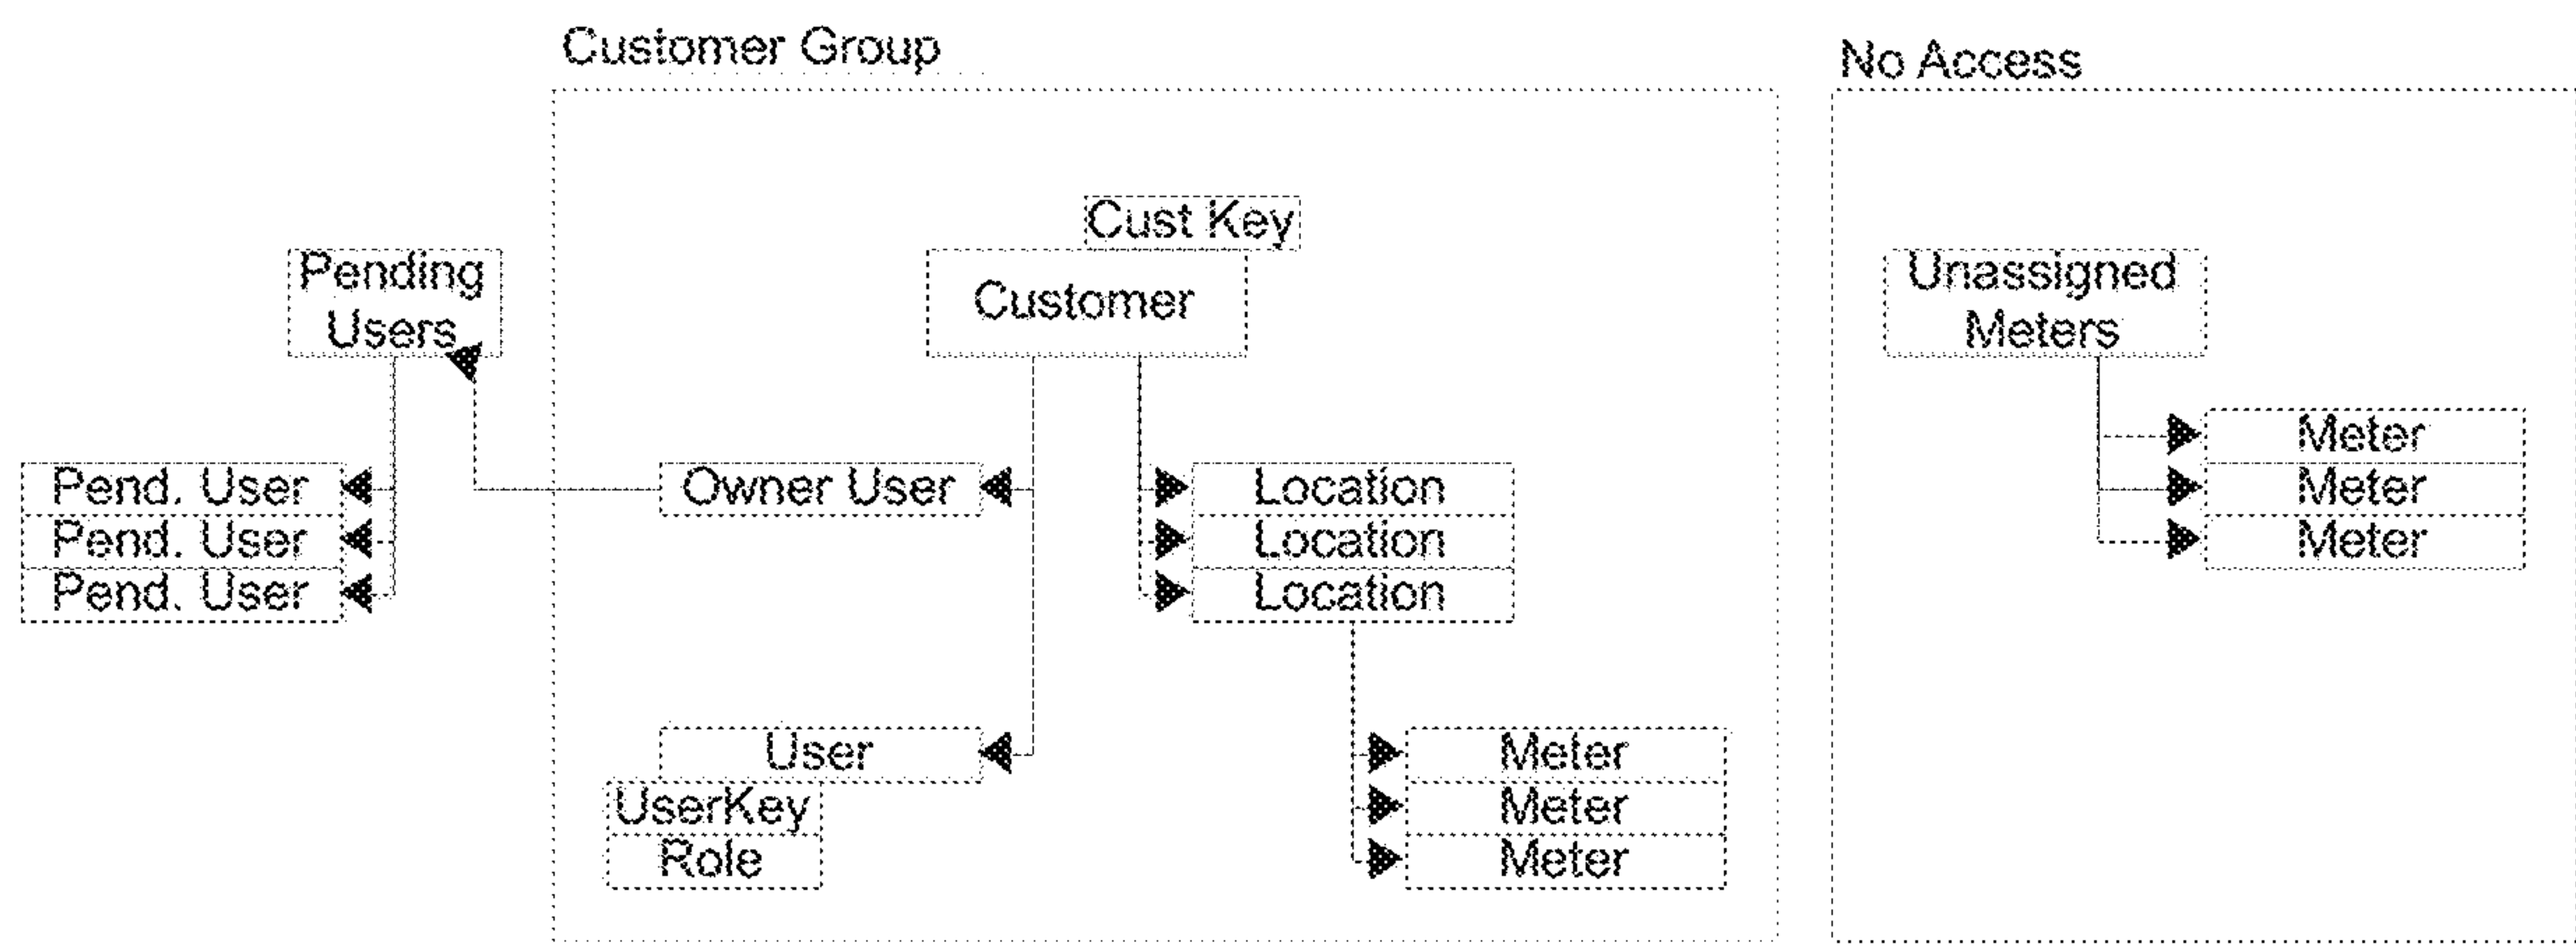 Customer Group
No Access
Cust Key
Pending
Users
Customer
Unassigned
Meters
Pend. User
Pend. User
Pend. User
Owner User
Location
Location
Location
Meter
Meter
Meter
User
UserKey
Role
Meter
Meter
Meter